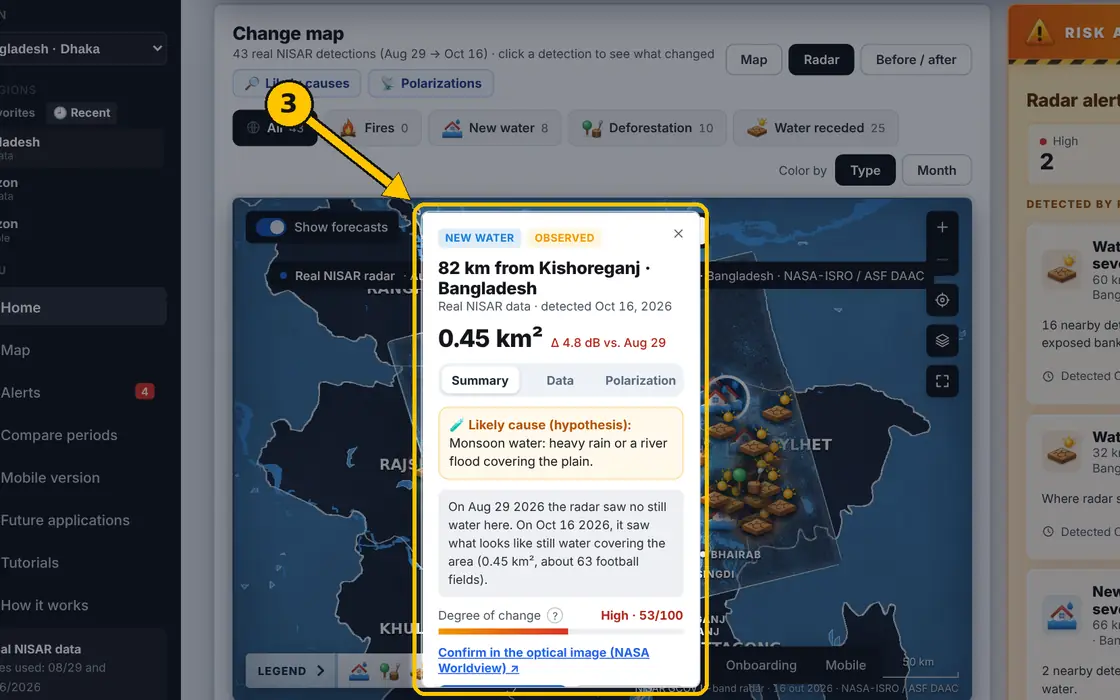 Bangladesh · Dhaka
Recent
Home
Map
Alerts
4
Compare periods
Mobile version
Future applications
Tutorials
How it works
Change map
43 real NISAR detections (Aug 29 → Oct 16) · click a detection to see what changed
Map
Radar
Before / after
Likely causes
Polarizations
All 43
Fires 0
New water 8
Deforestation 10
Water receded 25
Color by
Type
Month
3
Show forecasts
Real NISAR radar
Bangladesh · NASA-ISRO / ASF DAAC
NEW WATER
OBSERVED
82 km from Kishoreganj ·
Bangladesh
Real NISAR data · detected Oct 16, 2026
0.45 km²
Δ 4.8 dB vs. Aug 29
Summary
Data
Polarization
Likely cause (hypothesis):
Monsoon water: heavy rain or a river
flood covering the plain.
On Aug 29 2026 the radar saw no still
water here. On Oct 16 2026, it saw
what looks like still water covering the
area (0.45 km², about 63 football
fields).
Degree of change
?
High · 53/100
Confirm in the optical image (NASA
Worldview) ↗
BHAIRAB
LEGEND
Onboarding
Mobile
50 km
RISK A
Radar aler
High
2
DETECTED BY
16 nearby de
exposed bank
Detected O
32 k
Where radar s
Detected O
New
66 k
2 nearby dete
water.